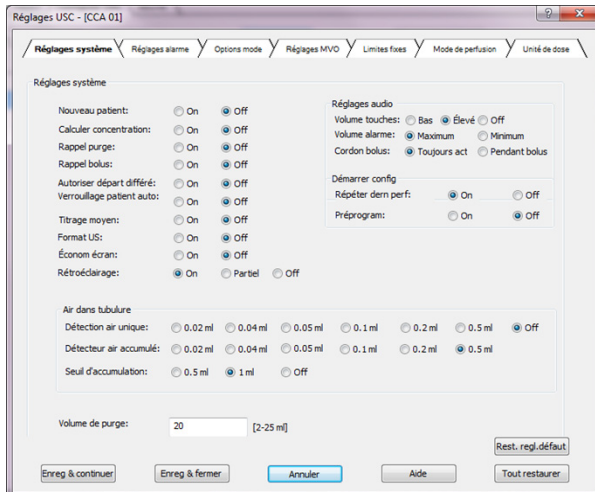 Réglages USC - [CCA 01]
Réglages système Réglages alarme Options mode Réglages MVO Limites fixes Mode de perfusion Unité de dose
Réglages système
Nouveau patient: On Off
Calculer concentration: On Off
Rappel purge: On Off
Rappel bolus: On Off
Autoriser départ différé: On Off
Verrouillage patient auto: On Off
Titrage moyen: On Off
Format US: On Off
Économ écran: On Off
Rétroéclairage: On Partiel Off
Réglages audio
Volume touches: Bas Élevé Off
Volume alarme: Maximum Minimum
Cordon bolus: Toujours act Pendant bolus
Démarrer config
Répéter dern perf: On Off
Préprogram: On Off
Air dans tubulure
Détection air unique: 0.02 ml 0.04 ml 0.05 ml 0.1 ml 0.2 ml 0.5 ml Off
Détecteur air accumulé: 0.02 ml 0.04 ml 0.05 ml 0.1 ml 0.2 ml 0.5 ml
Seuil d'accumulation: 0.5 ml 1 ml Off
Volume de purge: 20 [2-25 ml]
Rest. regl.défaut
Enreg & continuer Enreg & fermer Annuler Aide Tout restaurer